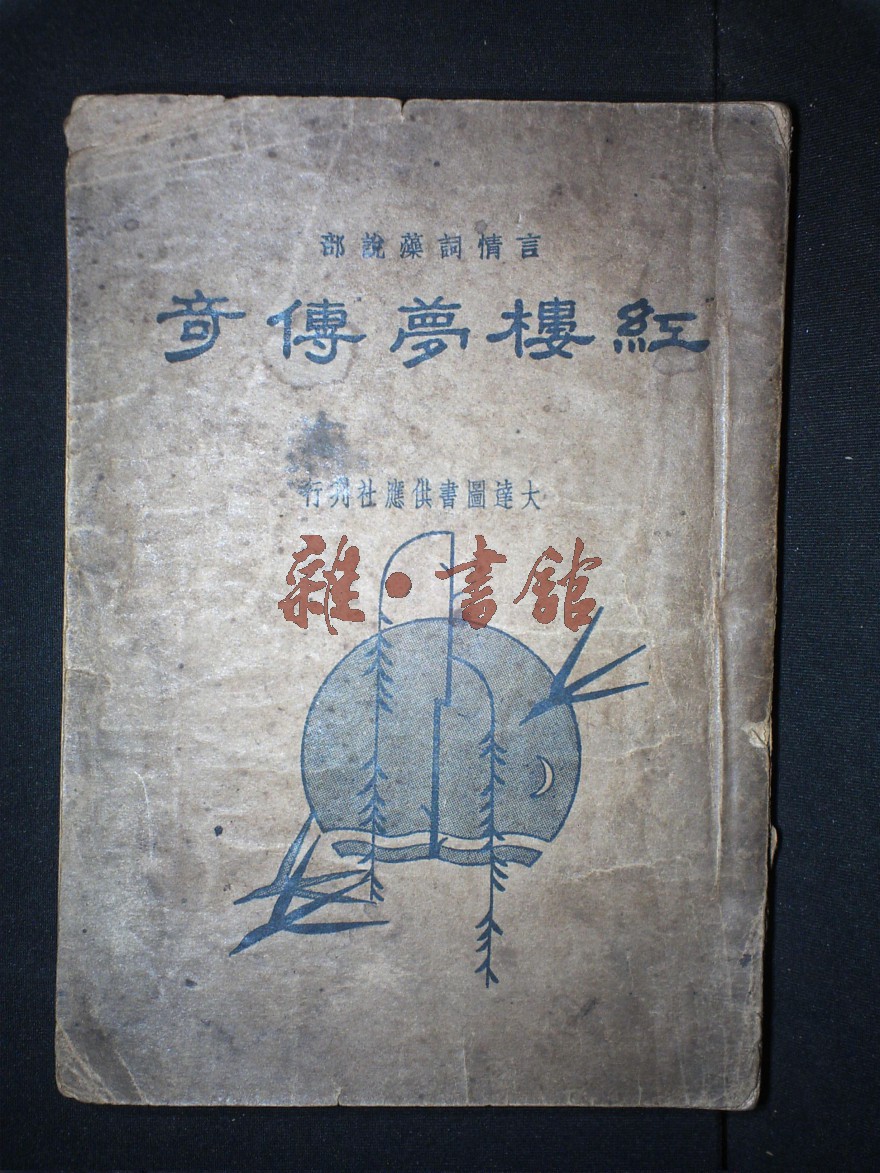 言情詞藻說部
紅樓夢傳奇
大達圖書供應社刋行
雜·書館